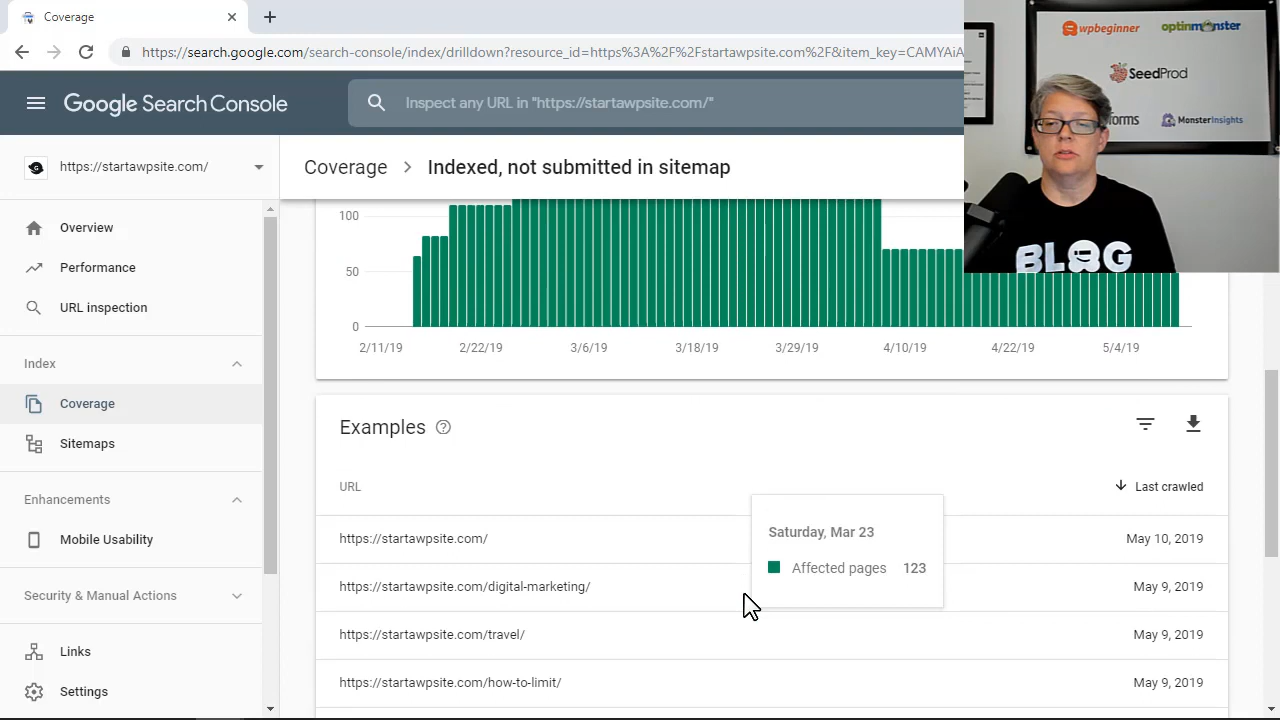 Coverage
https://search.google.com/search-console/index/drilldown?resource_id=https%3A%2F%2Fstartawpsite.com%2F&item_key=CAMYAiA
Google Search Console
Inspect any URL in "https://startawpsite.com/"
https://startawpsite.com/
Coverage
Indexed, not submitted in sitemap
Overview
Performance
URL inspection
Index
Coverage
Sitemaps
Enhancements
Mobile Usability
Security & Manual Actions
Links
Settings
100
50
0
2/11/19
2/22/19
3/6/19
3/18/19
3/29/19
4/10/19
4/22/19
5/4/19
Examples
URL
Last crawled
https://startawpsite.com/
May 10, 2019
https://startawpsite.com/digital-marketing/
May 9, 2019
https://startawpsite.com/travel/
May 9, 2019
https://startawpsite.com/how-to-limit/
May 9, 2019
Saturday, Mar 23
Affected pages 123
wpbeginner
optinmonster
SeedProd
forms
MonsterInsights
BLOG